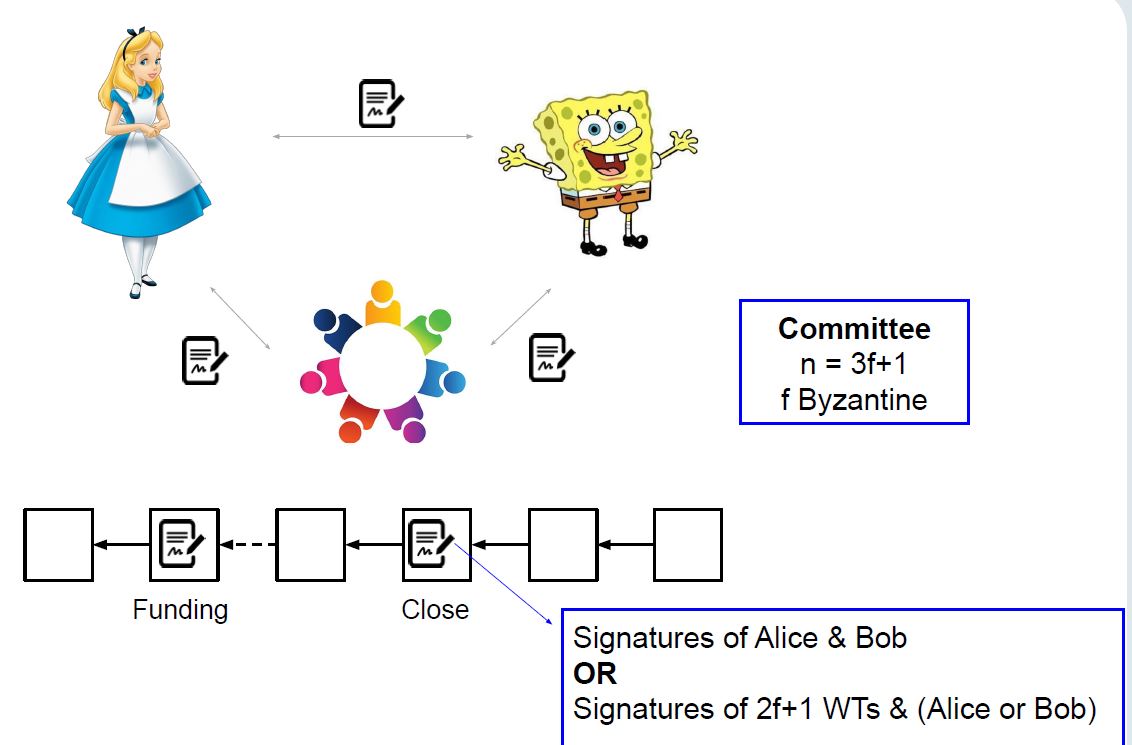 Committee
n = 3f+1
f Byzantine
Funding
Close
Signatures of Alice & Bob
OR
Signatures of 2f+1 WTs & (Alice or Bob)